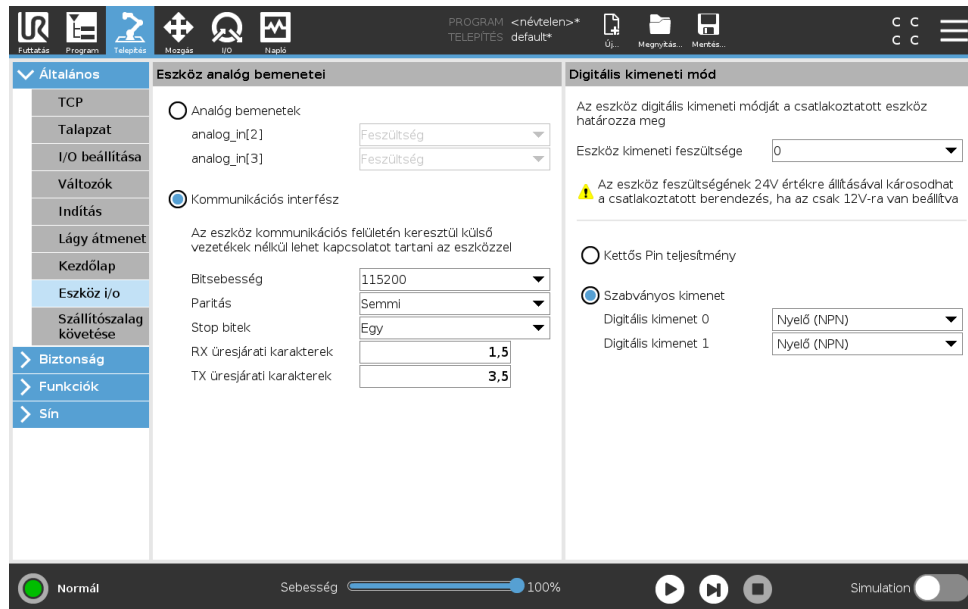 UR
Futtatás
Program
Telepítés
Mozgás
I/O
Napló
PROGRAM <névtelen>*
TELEPÍTÉS default*
Új...
Megnyitás...
Mentés...
C C
C C
Általános
TCP
Talapzat
I/O beállítása
Változók
Indítás
Lágy átmenet
Kezdőlap
Eszköz i/o
Szállítószalag
követése
Biztonság
Funkciók
Sín
Eszköz analóg bemenetei
Analóg bemenetek
analog_in[2] Feszültség
analog_in[3] Feszültség
Kommunikációs interfész
Az eszköz kommunikációs felületén keresztül külső
vezetékek nélkül lehet kapcsolatot tartani az eszközzel
Bitsebesség 115200
Paritás Semmi
Stop bitek Egy
RX üresjárati karakterek 1,5
TX üresjárati karakterek 3,5
Digitális kimeneti mód
Az eszköz digitális kimeneti módját a csatlakoztatott eszköz
határozza meg
Eszköz kimeneti feszültsége 0
Az eszköz feszültségének 24V értékre állításával károsodhat
a csatlakoztatott berendezés, ha az csak 12V-ra van beállítva
Kettős Pin teljesítmény
Szabványos kimenet
Digitális kimenet 0 Nyelő (NPN)
Digitális kimenet 1 Nyelő (NPN)
Normál
Sebesség 100%
Simulation